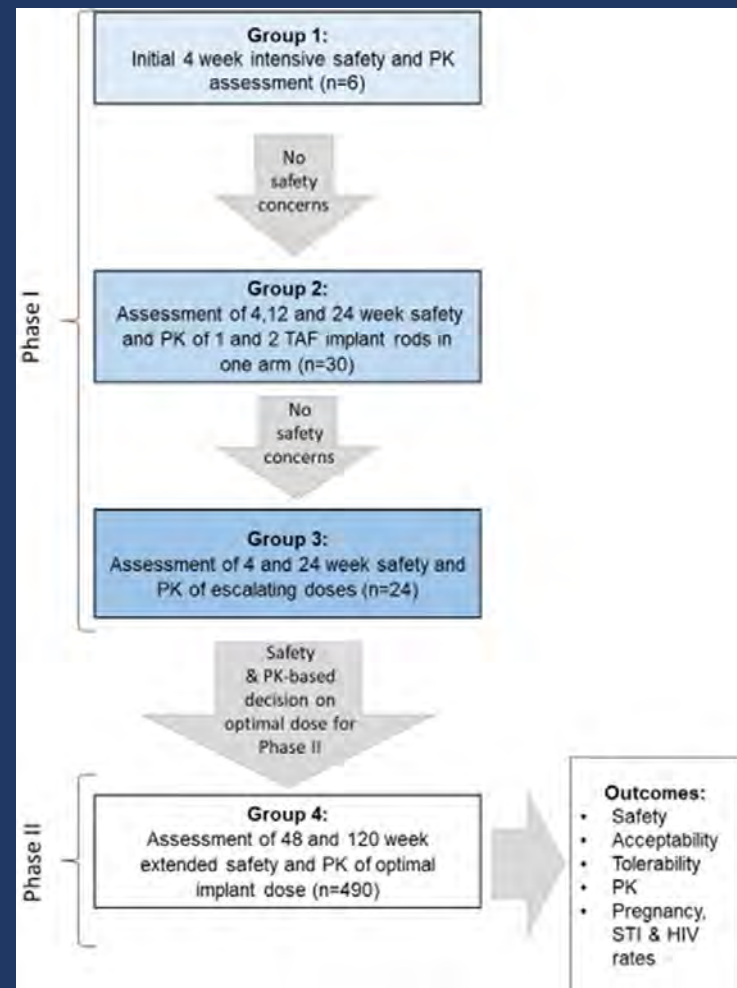 Group 1:
Initial 4 week intensive safety and PK
assessment (n=6)
No
safety
concerns
Phase I
Group 2:
Assessment of 4,12 and 24 week safety
and PK of 1 and 2 TAF implant rods in
one arm (n=30)
No
safety
concerns
Group 3:
Assessment of 4 and 24 week safety and
PK of escalating doses (n=24)
Safety
& PK-based
decision on
optimal dose for
Phase II
Phase II
Group 4:
Assessment of 48 and 120 week
extended safety and PK of optimal
implant dose (n=490)
Outcomes:
• Safety
• Acceptability
• Tolerability
• PK
• Pregnancy,
STI & HIV
rates